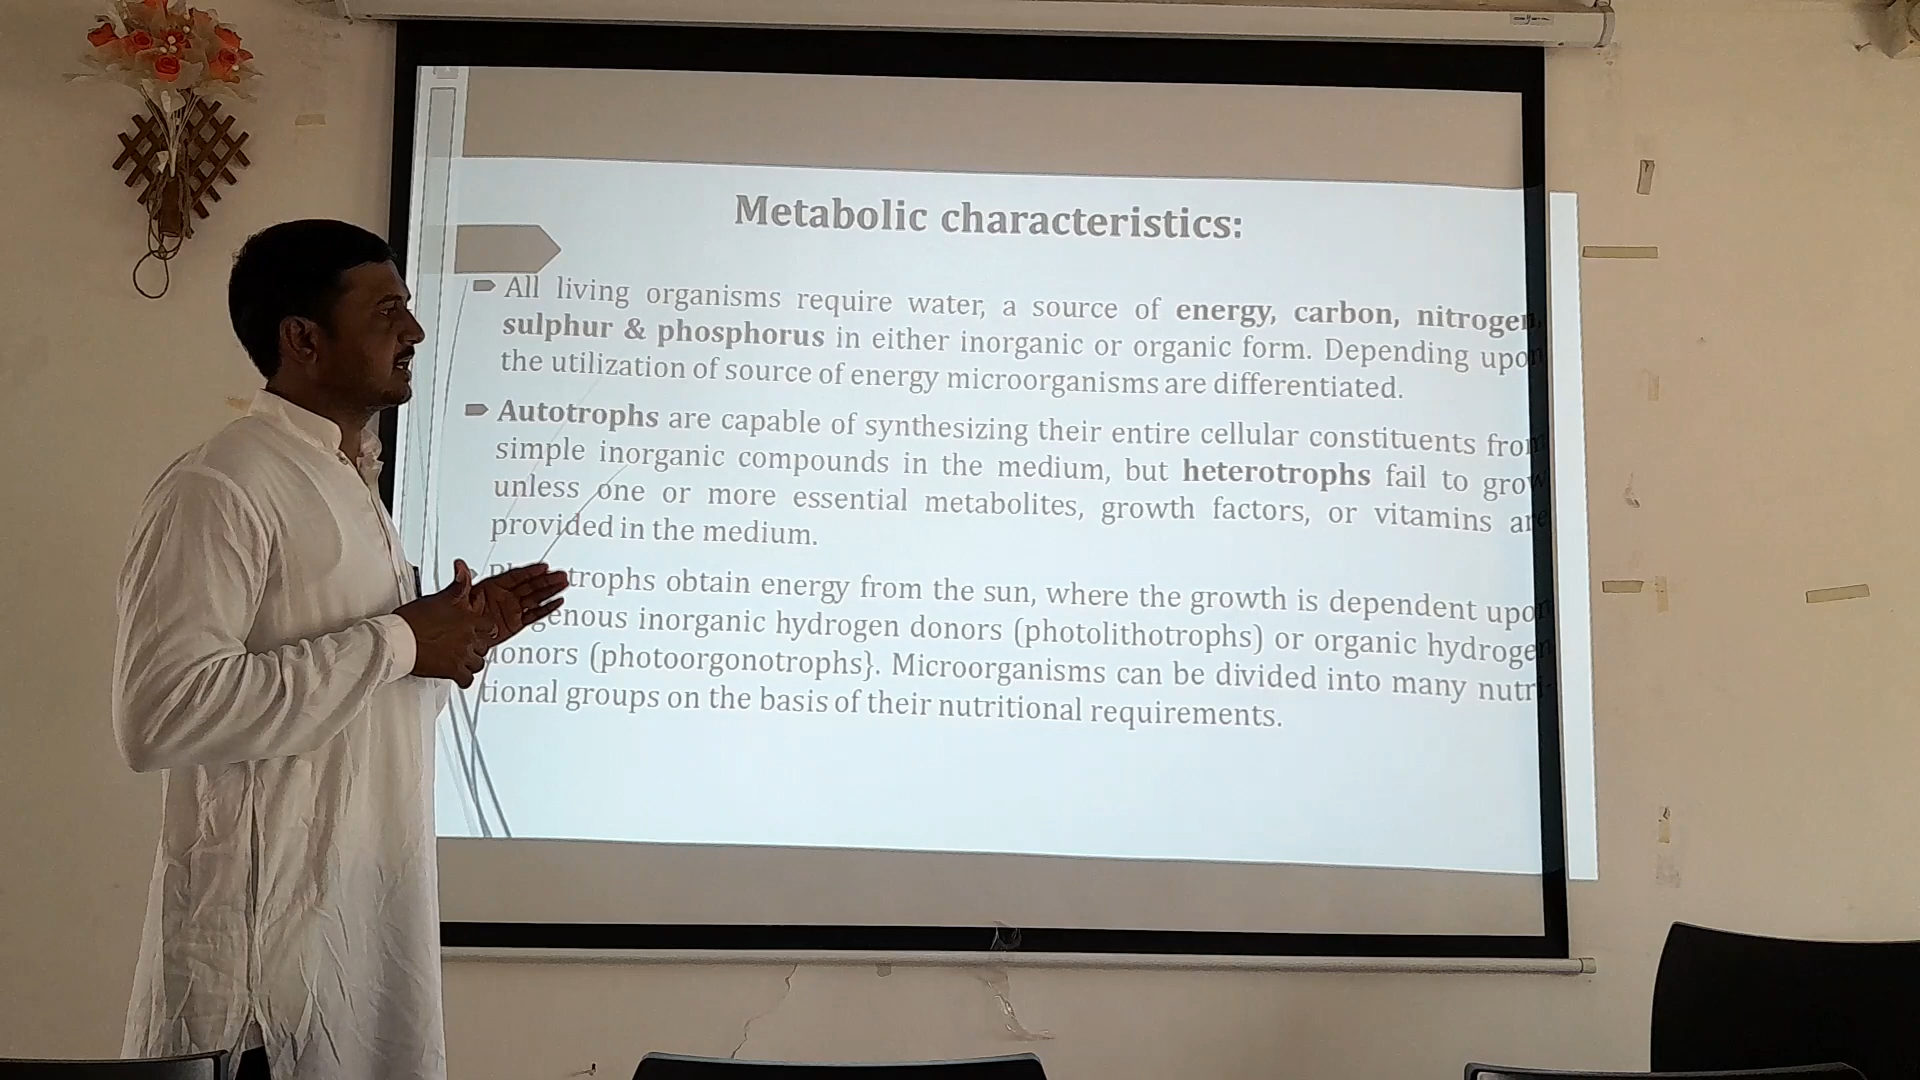 Metabolic characteristics:
All living organisms require water, a source of energy, carbon, nitrogen,
sulphur & phosphorus in either inorganic or organic form. Depending upon
the utilization of source of energy microorganisms are differentiated.
Autotrophs are capable of synthesizing their entire cellular constituents from
simple inorganic compounds in the medium, but heterotrophs fail to grow
unless one or more essential metabolites, growth factors, or vitamins are
provided in the medium.
trophs obtain energy from the sun, where the growth is dependent upon
genous inorganic hydrogen donors (photolithotrophs) or organic hydrogen
donors (photoorgonotrophs}. Microorganisms can be divided into many nutri-
tional groups on the basis of their nutritional requirements.